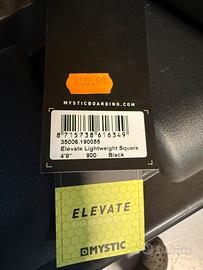 200.00
MYSTICBOARDING.COM
8 715738 616349
35006.190055
Elevate Lightweight Square
4'9" 900 Black
ELEVATE
MYSTIC